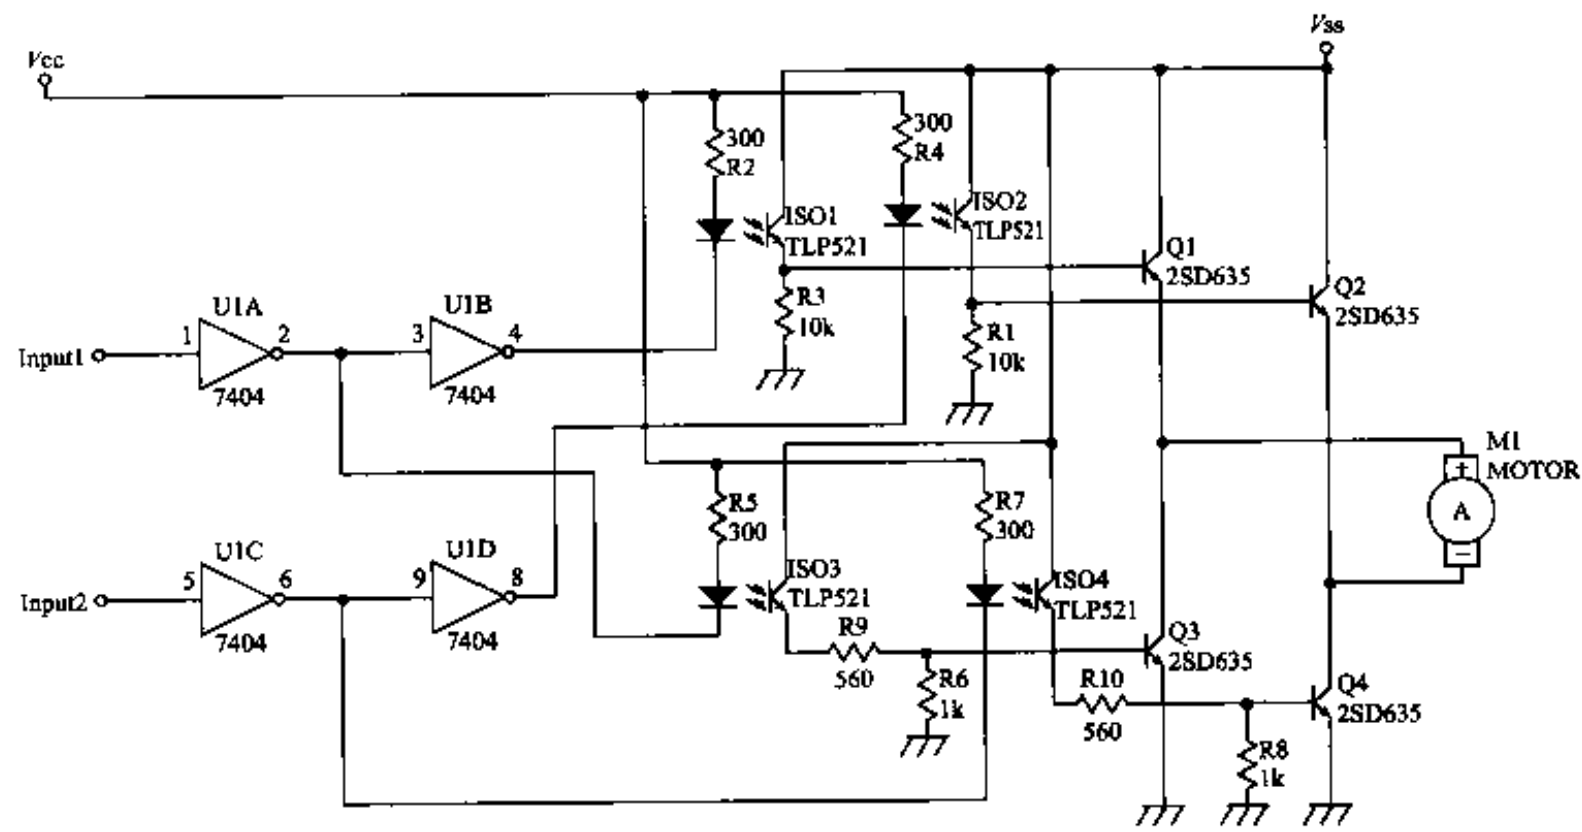 Vss
Vcc
300
R2
300
R4
ISO1
TLP521
ISO2
TLP521
Q1
2SD635
Q2
2SD635
R3
10k
R1
10k
U1A
1
2
7404
U1B
3
4
7404
Input1
M1
MOTOR
+
A
−
R5
300
R7
300
U1C
5
6
7404
U1D
9
8
7404
Input2
ISO3
TLP521
ISO4
TLP521
R9
560
R6
1k
Q3
2SD635
R10
560
Q4
2SD635
R8
1k